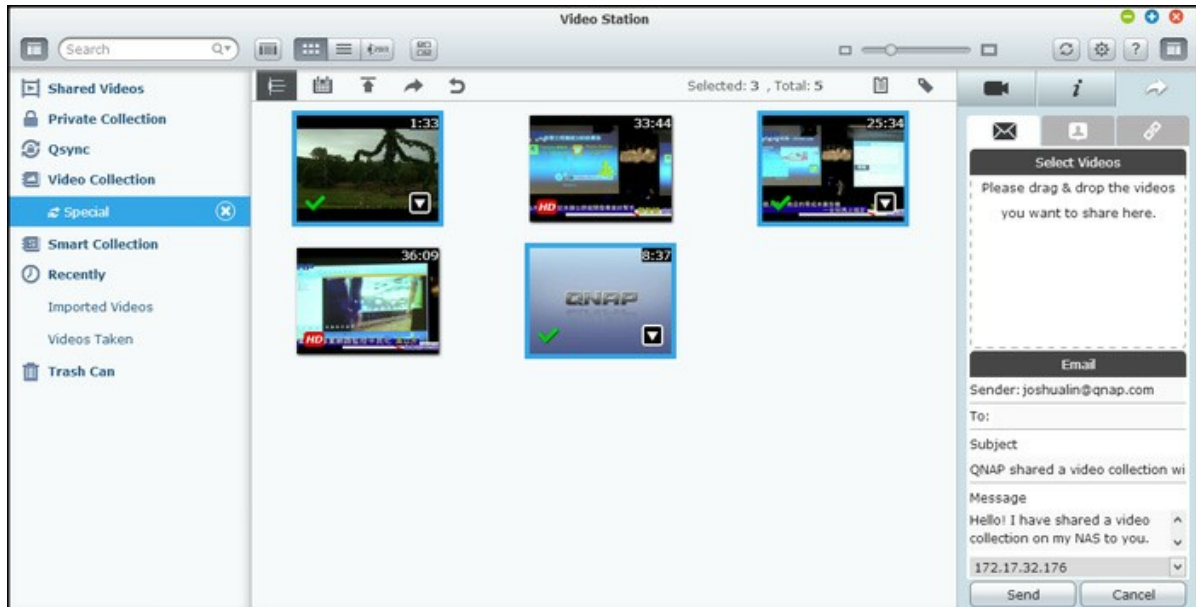 Video Station
Search
Shared Videos
Private Collection
Qsync
Video Collection
Special
Smart Collection
Recently
Imported Videos
Videos Taken
Trash Can
Selected: 3 , Total: 5
1:33
33:44
HD
25:34
36:09
HD
8:37
QNAP
i
?
Select Videos
Please drag & drop the videos
you want to share here.
Email
Sender: joshualin@qnap.com
To:
Subject
QNAP shared a video collection wi
Message
Hello! I have shared a video
collection on my NAS to you.
172.17.32.176
Send
Cancel